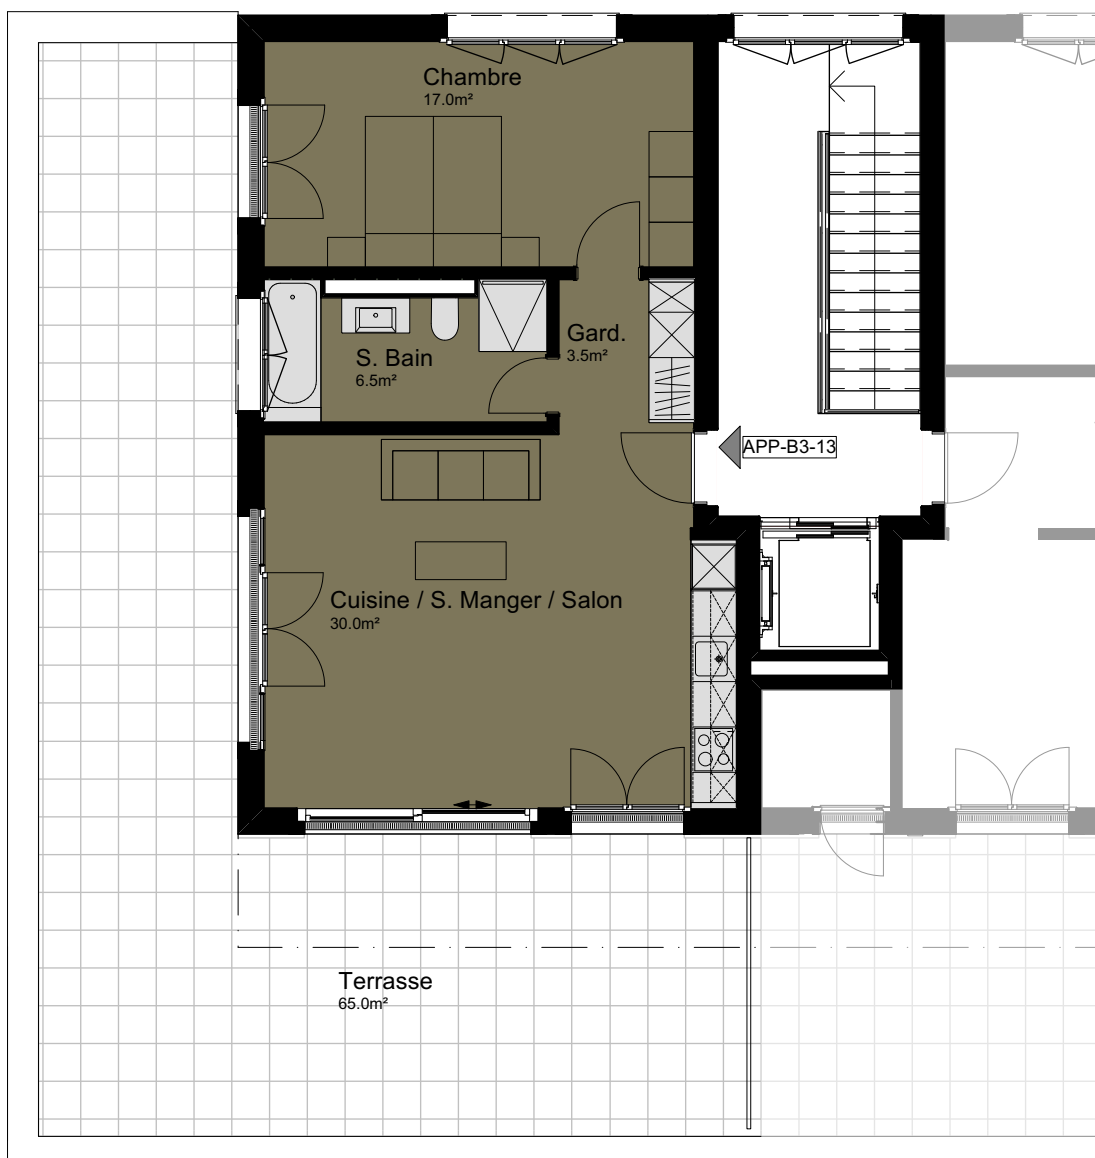 Chambre
17.0m²
Gard.
3.5m²
S. Bain
6.5m²
APP-B3-13
Cuisine / S. Manger / Salon
30.0m²
Terrasse
65.0m²